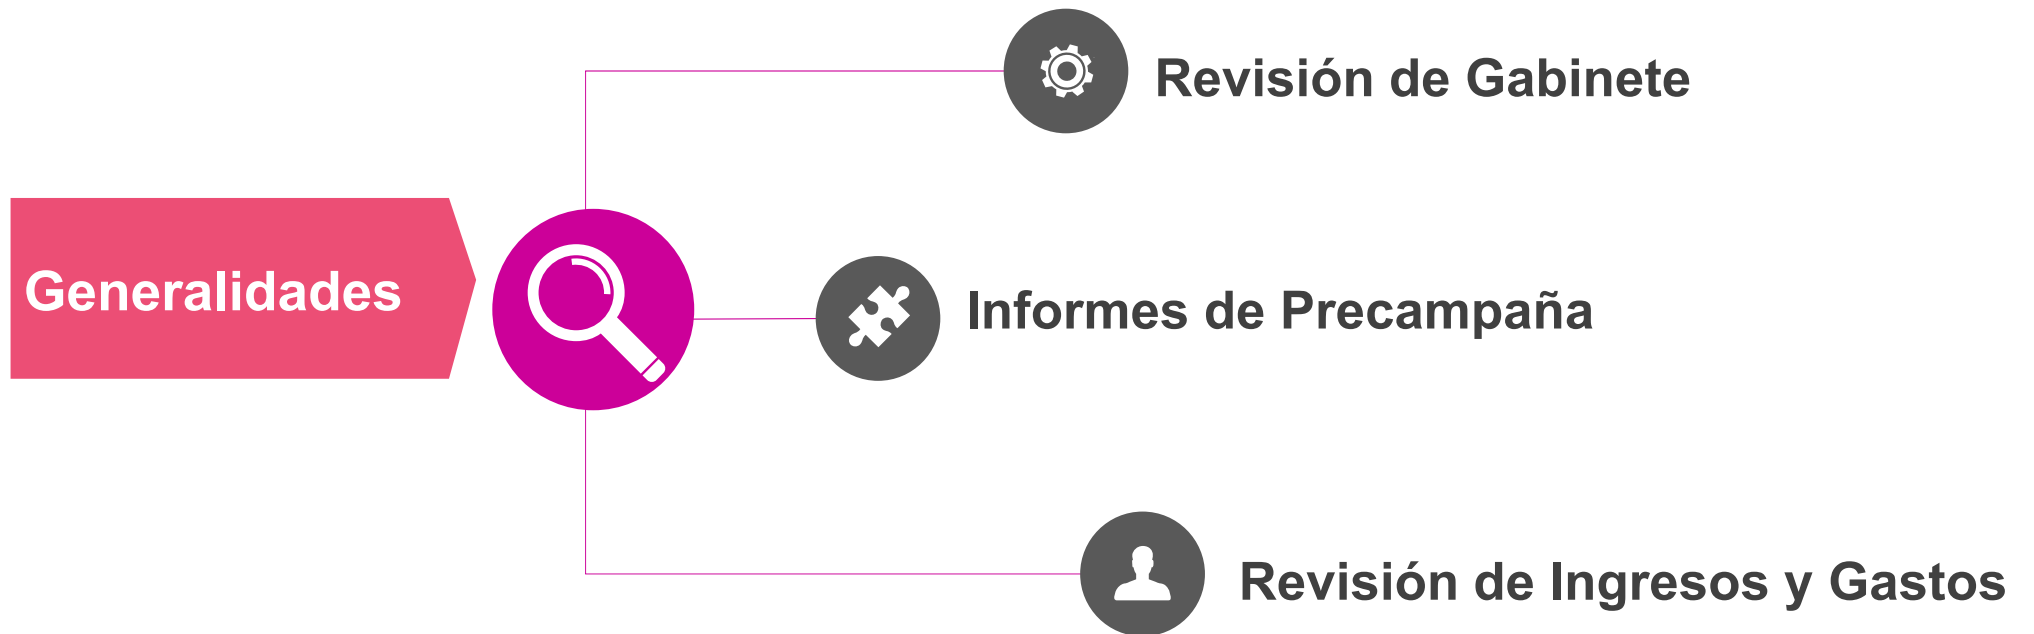 Generalidades
Revisión de Gabinete
Informes de Precampaña
Revisión de Ingresos y Gastos